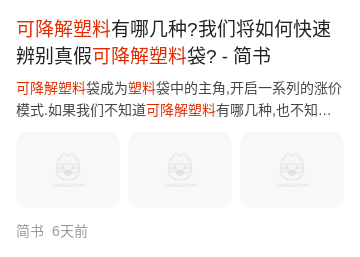 可降解塑料有哪几种?我们将如何快速
辨别真假可降解塑料袋? - 简书
可降解塑料袋成为塑料袋中的主角,开启一系列的涨价
模式.如果我们不知道可降解塑料有哪几种,也不知…
简书 6天前